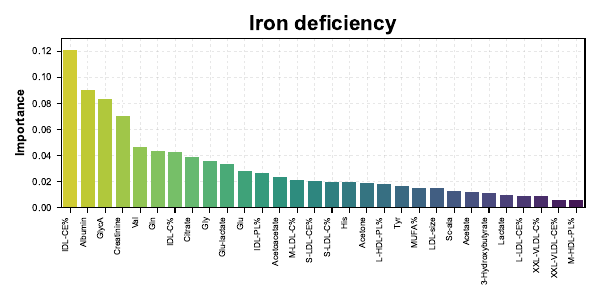 Iron deficiency
Importance
0.12
0.10
0.08
0.06
0.04
0.02
0.00
IDL-CE%
Albumin
GlycA
Creatinine
Val
Gln
IDL-C%
Citrate
Gly
Glu-lactate
Glu
IDL-PL%
Acetoacetate
M-LDL-C%
S-LDL-CE%
S-LDL-C%
His
Acetone
L-HDL-PL%
Tyr
MUFA%
LDL-size
Sc-ala
Acetate
3-Hydroxybutyrate
Lactate
L-LDL-CE%
XXL-VLDL-C%
XXL-VLDL-CE%
M-HDL-PL%